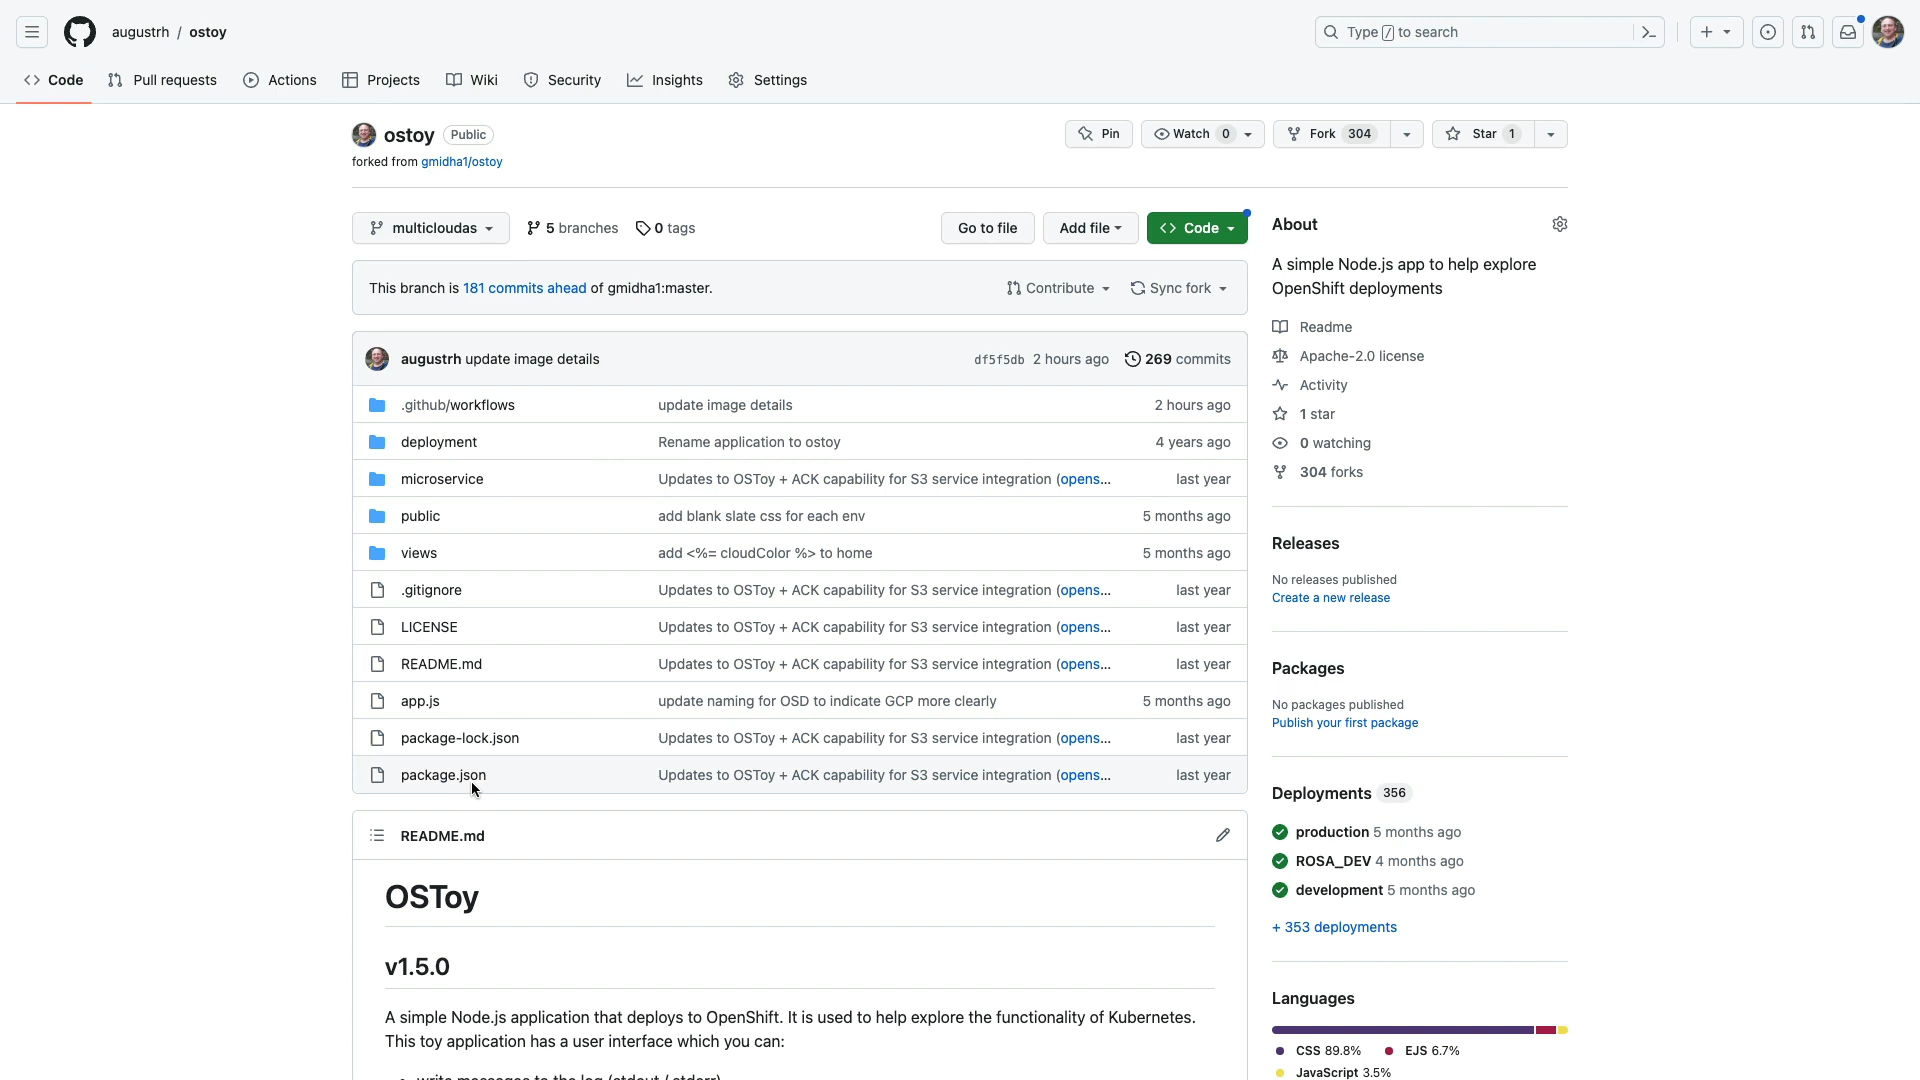 augustrh / ostoy
Type / to search
Code
Pull requests
Actions
Projects
Wiki
Security
Insights
Settings
ostoy Public
forked from gmidha1/ostoy
Pin
Watch 0
Fork 304
Star 1
multicloudas
5 branches
0 tags
Go to file
Add file
Code
This branch is 181 commits ahead of gmidha1:master.
Contribute
Sync fork
augustrh update image details df5f5db 2 hours ago 269 commits
.github/workflows update image details 2 hours ago
deployment Rename application to ostoy 4 years ago
microservice Updates to OSToy + ACK capability for S3 service integration (opens... last year
public add blank slate css for each env 5 months ago
views add <%= cloudColor %> to home 5 months ago
.gitignore Updates to OSToy + ACK capability for S3 service integration (opens... last year
LICENSE Updates to OSToy + ACK capability for S3 service integration (opens... last year
README.md Updates to OSToy + ACK capability for S3 service integration (opens... last year
app.js update naming for OSD to indicate GCP more clearly 5 months ago
package-lock.json Updates to OSToy + ACK capability for S3 service integration (opens... last year
package.json Updates to OSToy + ACK capability for S3 service integration (opens... last year
README.md
OSToy
v1.5.0
A simple Node.js application that deploys to OpenShift. It is used to help explore the functionality of Kubernetes.
This toy application has a user interface which you can:
write messages to the log (stdout / stderr)
About
A simple Node.js app to help explore
OpenShift deployments
Readme
Apache-2.0 license
Activity
1 star
0 watching
304 forks
Releases
No releases published
Create a new release
Packages
No packages published
Publish your first package
Deployments 356
production 5 months ago
ROSA_DEV 4 months ago
development 5 months ago
+ 353 deployments
Languages
CSS 89.8%
EJS 6.7%
JavaScript 3.5%